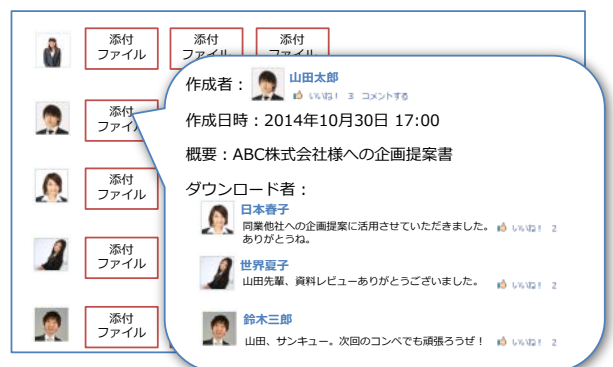 添付
ファイル
添付
ファイル
添付
ファイル
添付
ファイル
添付
ファイル
添付
ファイル
添付
ファイル
作成者：
山田太郎
いいね！ 3 コメントする
作成日時：2014年10月30日 17:00
概要：ABC株式会社様への企画提案書
ダウンロード者：
日本春子
同業他社への企画提案に活用させていただきました。
ありがとうね。
いいね！ 2
世界夏子
山田先輩、資料レビューありがとうございました。
いいね！ 2
鈴木三郎
山田、サンキュー。次回のコンペでも頑張ろうぜ！
いいね！ 2